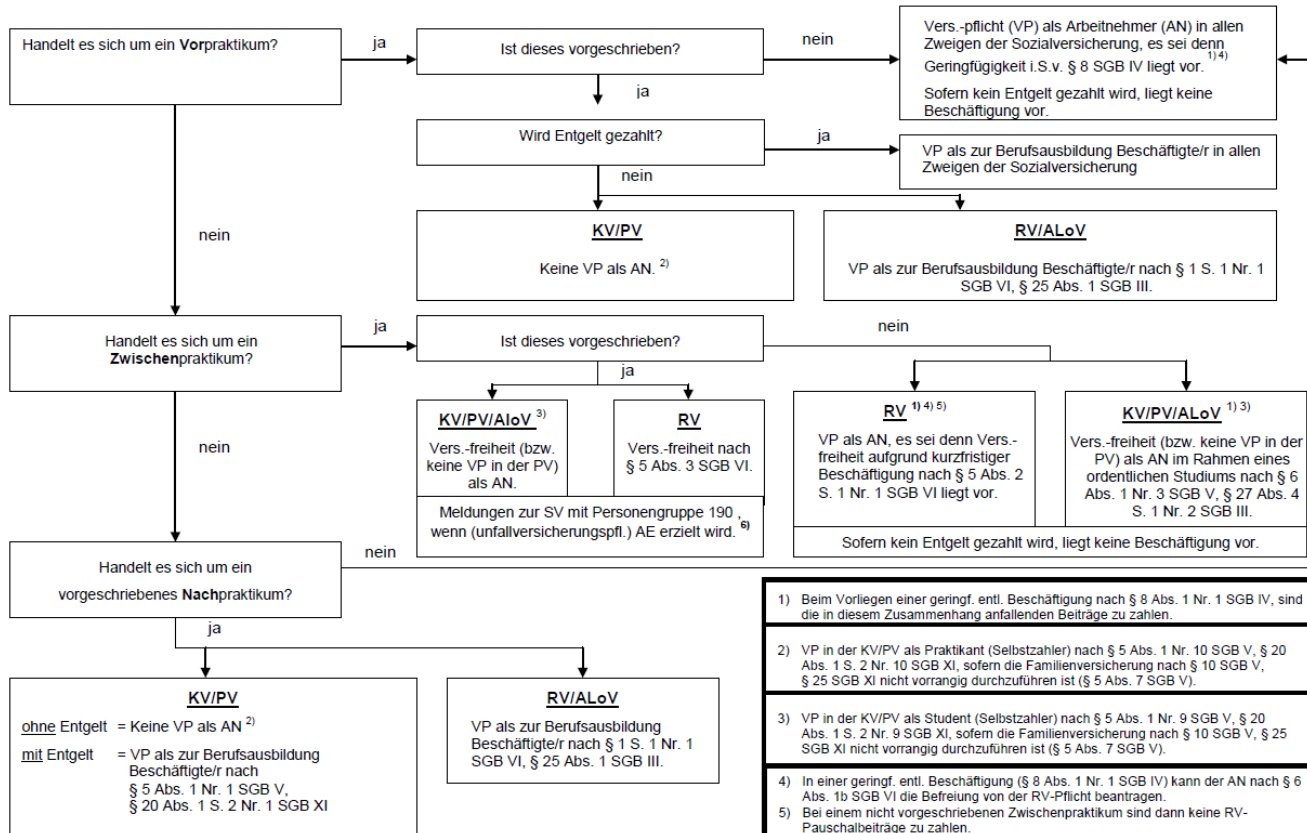 Handelt es sich um ein Vorpraktikum?
ja
Ist dieses vorgeschrieben?
nein
Vers.-pflicht (VP) als Arbeitnehmer (AN) in allen
Zweigen der Sozialversicherung, es sei denn
Geringfügigkeit i.S.v. § 8 SGB IV liegt vor. 1) 4)
Sofern kein Entgelt gezahlt wird, liegt keine
Beschäftigung vor.
ja
Wird Entgelt gezahlt?
ja
VP als zur Berufsausbildung Beschäftigte/r in allen
Zweigen der Sozialversicherung
nein
nein
KV/PV
Keine VP als AN. 2)
RV/ALoV
VP als zur Berufsausbildung Beschäftigte/r nach § 1 S. 1 Nr. 1
SGB VI, § 25 Abs. 1 SGB III.
Handelt es sich um ein
Zwischenpraktikum?
ja
Ist dieses vorgeschrieben?
nein
ja
KV/PV/AloV 3)
Vers.-freiheit (bzw.
keine VP in der PV)
als AN.
RV
Vers.-freiheit nach
§ 5 Abs. 3 SGB VI.
Meldungen zur SV mit Personengruppe 190 ,
wenn (unfallversicherungspfl.) AE erzielt wird. 6)
RV 1) 4) 5)
VP als AN, es sei denn Vers.-
freiheit aufgrund kurzfristiger
Beschäftigung nach § 5 Abs. 2
S. 1 Nr. 1 SGB VI liegt vor.
KV/PV/ALoV 1) 3)
Vers.-freiheit (bzw. keine VP in der
PV) als AN im Rahmen eines
ordentlichen Studiums nach § 6
Abs. 1 Nr. 3 SGB V, § 27 Abs. 4
S. 1 Nr. 2 SGB III.
Sofern kein Entgelt gezahlt wird, liegt keine Beschäftigung vor.
nein
Handelt es sich um ein
vorgeschriebenes Nachpraktikum?
nein
ja
KV/PV
ohne Entgelt = Keine VP als AN 2)
mit Entgelt = VP als zur Berufsausbildung
Beschäftigte/r nach
§ 5 Abs. 1 Nr. 1 SGB V,
§ 20 Abs. 1 S. 2 Nr. 1 SGB XI
RV/ALoV
VP als zur Berufsausbildung
Beschäftigte/r nach § 1 S. 1 Nr. 1
SGB VI, § 25 Abs. 1 SGB III.
1) Beim Vorliegen einer geringf. entl. Beschäftigung nach § 8 Abs. 1 Nr. 1 SGB IV, sind
die in diesem Zusammenhang anfallenden Beiträge zu zahlen.
2) VP in der KV/PV als Praktikant (Selbstzahler) nach § 5 Abs. 1 Nr. 10 SGB V, § 20
Abs. 1 S. 2 Nr. 10 SGB XI, sofern die Familienversicherung nach § 10 SGB V,
§ 25 SGB XI nicht vorrangig durchzuführen ist (§ 5 Abs. 7 SGB V).
3) VP in der KV/PV als Student (Selbstzahler) nach § 5 Abs. 1 Nr. 9 SGB V, § 20
Abs. 1 S. 2 Nr. 9 SGB XI, sofern die Familienversicherung nach § 10 SGB V, § 25
SGB XI nicht vorrangig durchzuführen ist (§ 5 Abs. 7 SGB V).
4) In einer geringf. entl. Beschäftigung (§ 8 Abs. 1 Nr. 1 SGB IV) kann der AN nach § 6
Abs. 1b SGB VI die Befreiung von der RV-Pflicht beantragen.
5) Bei einem nicht vorgeschriebenen Zwischenpraktikum sind dann keine RV-
Pauschalbeiträge zu zahlen.